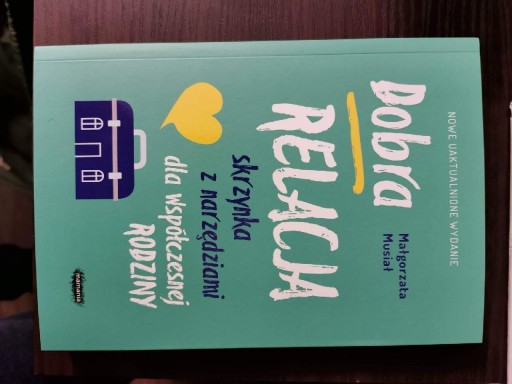 NOWE UAKTUALNIONE WYDANIE
Małgorzata
Musiał
Dobra
RELACJA
skrzynka
z narzędziami
dla współczesnej
RODZINY
mamania